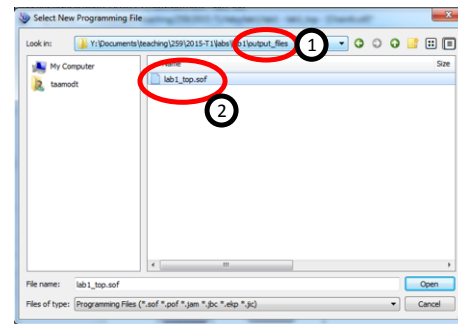 Select New Programming File
Look in: Y:\Documents\teaching\259\2015-T1\labs\lab1\output_files 1
My Computer
taamodt
Name Size
lab1_top.sof
2
File name: lab1_top.sof Open
Files of type: Programming Files (*.sof *.pof *.jam *.jbc *.ekp *.jic) Cancel